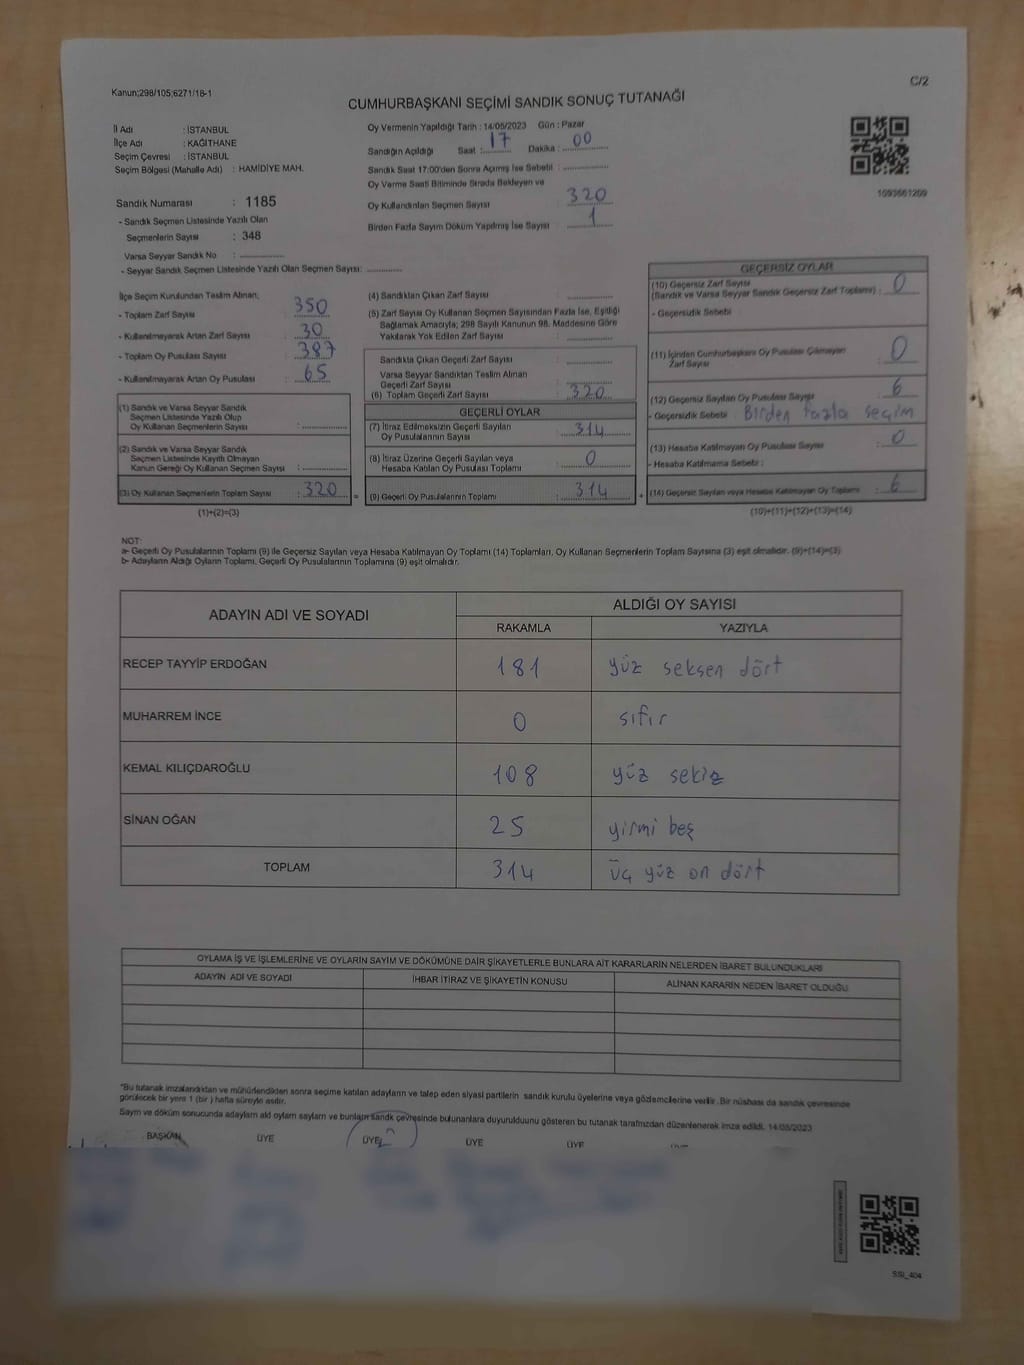 Kanun;298/105;6271/18-1
C/2
CUMHURBAŞKANI SEÇİMİ SANDIK SONUÇ TUTANAĞI
İl Adı : İSTANBUL
İlçe Adı : KAĞITHANE
Seçim Çevresi : İSTANBUL
Seçim Bölgesi (Mahalle Adı) : HAMİDİYE MAH.
Sandık Numarası : 1185
- Sandık Seçmen Listesinde Yazılı Olan
Seçmenlerin Sayısı : 348
Varsa Seyyar Sandık No : ..............
- Seyyar Sandık Seçmen Listesinde Yazılı Olan Seçmen Sayısı: ............
Oy Vermenin Yapıldığı Tarih : 14/05/2023 Gün : Pazar
Sandığın Açıldığı Saat : 17 Dakika : 00
Sandık Saat 17:00'den Sonra Açımış İse Sebebi : ..............
Oy Verme Saati Bitiminde Sırada Bekleyen ve
Oy Kullandırılan Seçmen Sayısı : 320
Birden Fazla Sayım Döküm Yapılmış İse Sayısı : 1
1093661209
İlçe Seçim Kurulundan Teslim Alınan;
- Toplam Zarf Sayısı : 350
- Kullanılmayarak Artan Zarf Sayısı : 30
- Toplam Oy Pusulası Sayısı : 387
- Kullanılmayarak Artan Oy Pusulası : 65
(1) Sandık ve Varsa Seyyar Sandık
Seçmen Listesinde Yazılı Olup
Oy Kullanan Seçmenlerin Sayısı : ..............
(2) Sandık ve Varsa Seyyar Sandık
Seçmen Listesinde Kayıtlı Olmayan
Kanun Gereği Oy Kullanan Seçmen Sayısı : ..............
(3) Oy Kullanan Seçmenlerin Toplam Sayısı : 320 =
(1)+(2)=(3)
(4) Sandıktan Çıkan Zarf Sayısı : ..............
(5) Zarf Sayısı Oy Kullanan Seçmen Sayısından Fazla İse, Eşitliği
Sağlamak Amacıyla; 298 Sayılı Kanunun 98. Maddesine Göre
Yakılarak Yok Edilen Zarf Sayısı : ..............
Sandıkta Çıkan Geçerli Zarf Sayısı : ..............
Varsa Seyyar Sandıktan Teslim Alınan
Geçerli Zarf Sayısı : ..............
(6) Toplam Geçerli Zarf Sayısı : 320
GEÇERLİ OYLAR
(7) İtiraz Edilmeksizin Geçerli Sayılan
Oy Pusulalarının Sayısı : 314
(8) İtiraz Üzerine Geçerli Sayılan veya
Hesaba Katılan Oy Pusulası Toplamı : 0
(9) Geçerli Oy Pusulalarının Toplamı : 314 +
GEÇERSİZ OYLAR
(10) Geçersiz Zarf Sayısı
(Sandık ve Varsa Seyyar Sandık Geçersiz Zarf Toplamı) : 0
- Geçersizlik Sebebi
(11) İçinden Cumhurbaşkanı Oy Pusulası Çıkmayan
Zarf Sayısı : 0
(12) Geçersiz Sayılan Oy Pusulası Sayısı : 6
- Geçersizlik Sebebi : Birden fazla seçim
(13) Hesaba Katılmayan Oy Pusulası Sayısı : 0
- Hesaba Katılmama Sebebi :
(14) Geçersiz Sayılan veya Hesaba Katılmayan Oy Toplamı : 6
(10)+(11)+(12)+(13)=(14)
NOT:
a- Geçerli Oy Pusulalarının Toplamı (9) ile Geçersiz Sayılan veya Hesaba Katılmayan Oy Toplamı (14) Toplamları, Oy Kullanan Seçmenlerin Toplam Sayısına (3) eşit olmalıdır. (9)+(14)=(3)
b- Adayların Aldığı Oyların Toplamı, Geçerli Oy Pusulalarının Toplamına (9) eşit olmalıdır.
ADAYIN ADI VE SOYADI
ALDIĞI OY SAYISI
RAKAMLA YAZIYLA
RECEP TAYYİP ERDOĞAN 181 yüz seksen dört
MUHARREM İNCE 0 sıfır
KEMAL KILIÇDAROĞLU 108 yüz sekiz
SİNAN OĞAN 25 yirmi beş
TOPLAM 314 üç yüz on dört
OYLAMA İŞ VE İŞLEMLERİNE VE OYLARIN SAYIM VE DÖKÜMÜNE DAİR ŞİKAYETLERLE BUNLARA AİT KARARLARIN NELERDEN İBARET BULUNDUKLARI
ADAYIN ADI VE SOYADI İHBAR İTİRAZ VE ŞİKAYETİN KONUSU ALINAN KARARIN NEDEN İBARET OLDUĞU
"Bu tutanak imzalandıktan ve mühürlendikten sonra seçime katılan adayların ve talep eden siyasi partilerin sandık kurulu üyelerine veya gözlemcilerine verilir. Bir nüshası da sandık çevresinde
görülecek bir yere 1 (bir ) hafta süreyle asılır.
Sayım ve döküm sonucunda adayların aldı oyların sayıların ve bunların sandık çevresinde bulunanlara duyurulduunu gösteren bu tutanak tarafımızdan düzenlenerek imza edildi. 14/05/2023
BAŞKAN ÜYE ÜYE ÜYE ÜYE
SSI_404